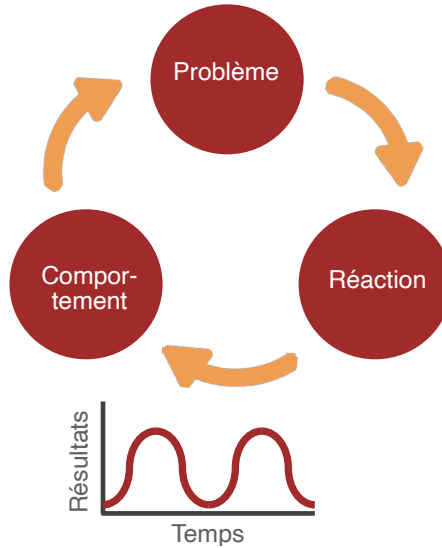 Problème
Réaction
Compor-
tement
Résultats
Temps